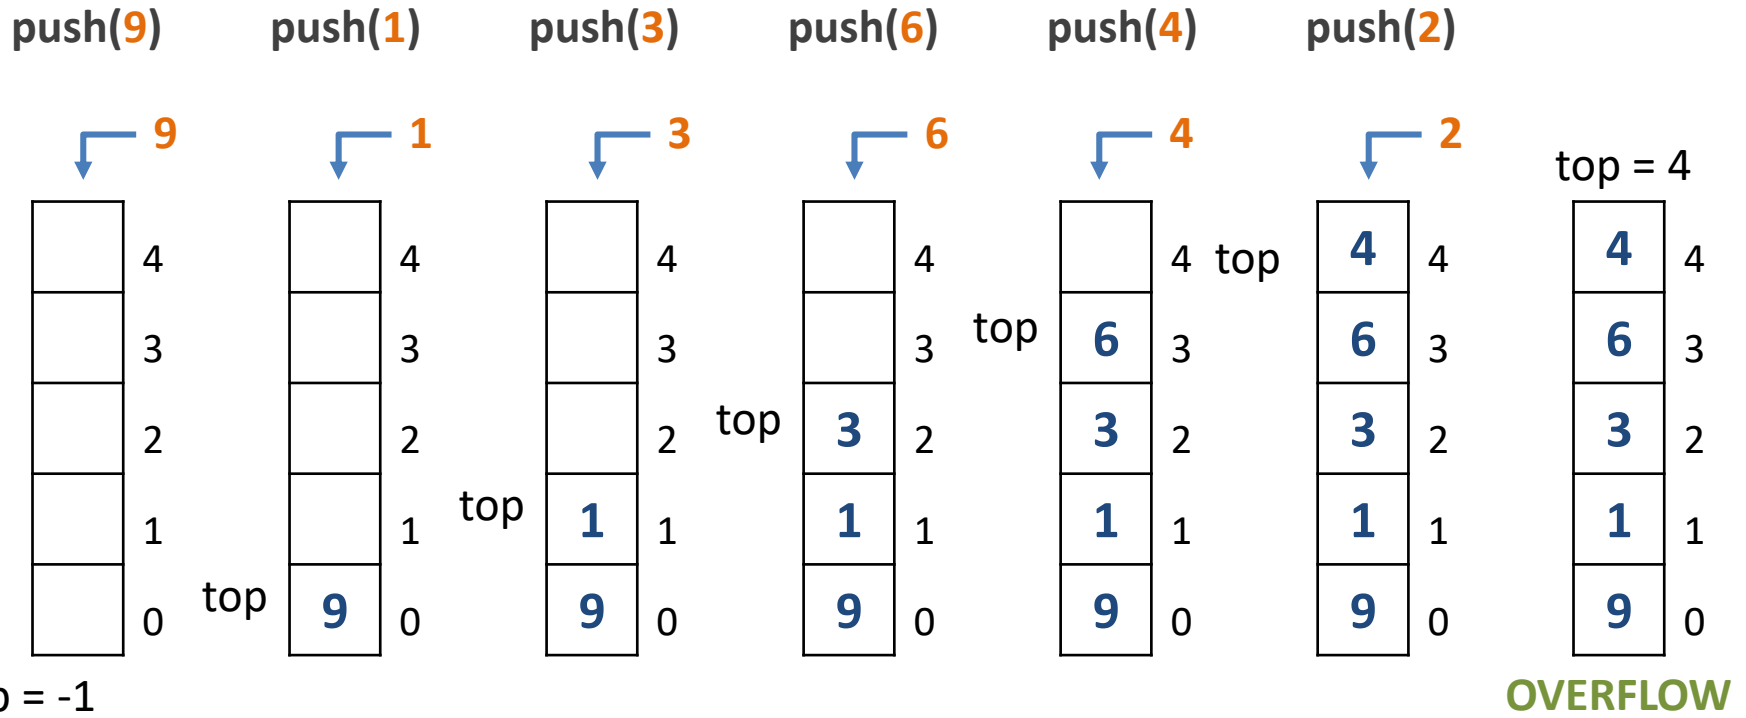 push(9) push(1) push(3) push(6) push(4) push(2)
9 1 3 6 4 2
top = 4
4 4 4 4 4 top 4 4 4 4
3 3 3 3 top 6 3 6 3 6 3
2 2 2 top 3 2 3 2 3 2 3 2
1 1 top 1 1 1 1 1 1 1 1 1 1
0 top 9 0 9 0 9 0 9 0 9 0 9 0
p = -1
OVERFLOW